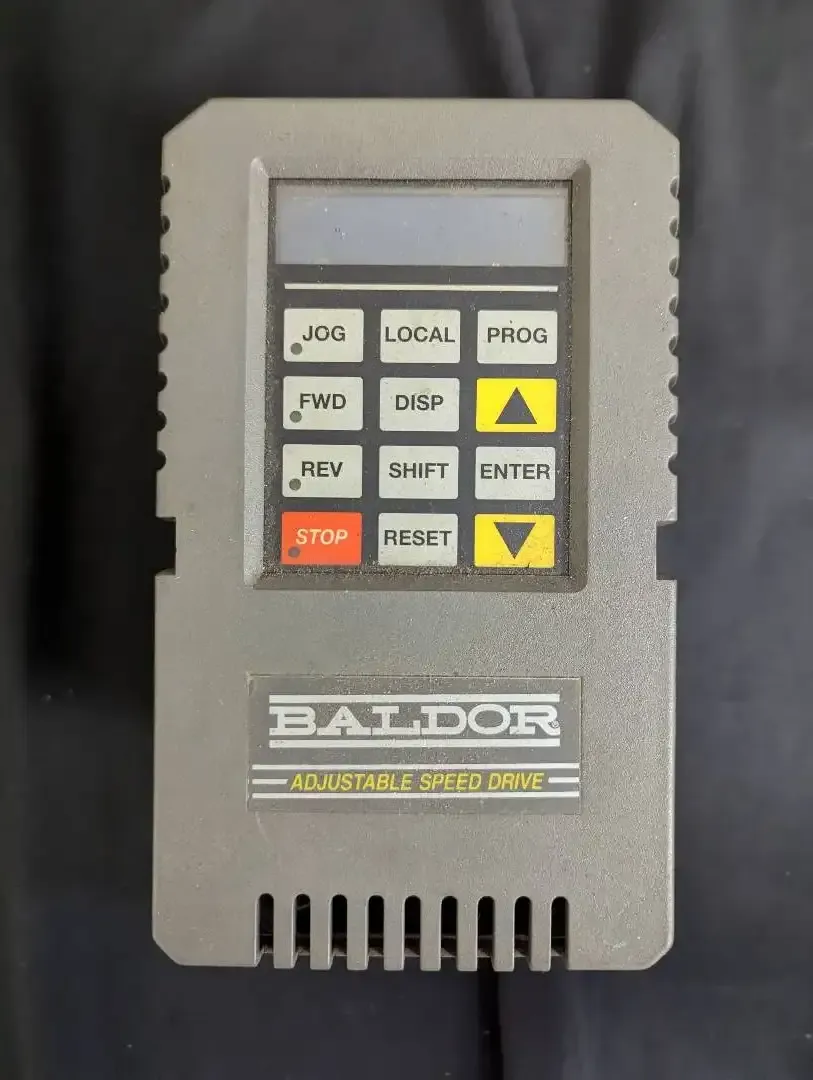 JOG LOCAL PROG
FWD DISP
REV SHIFT ENTER
STOP RESET
BALDOR®
ADJUSTABLE SPEED DRIVE